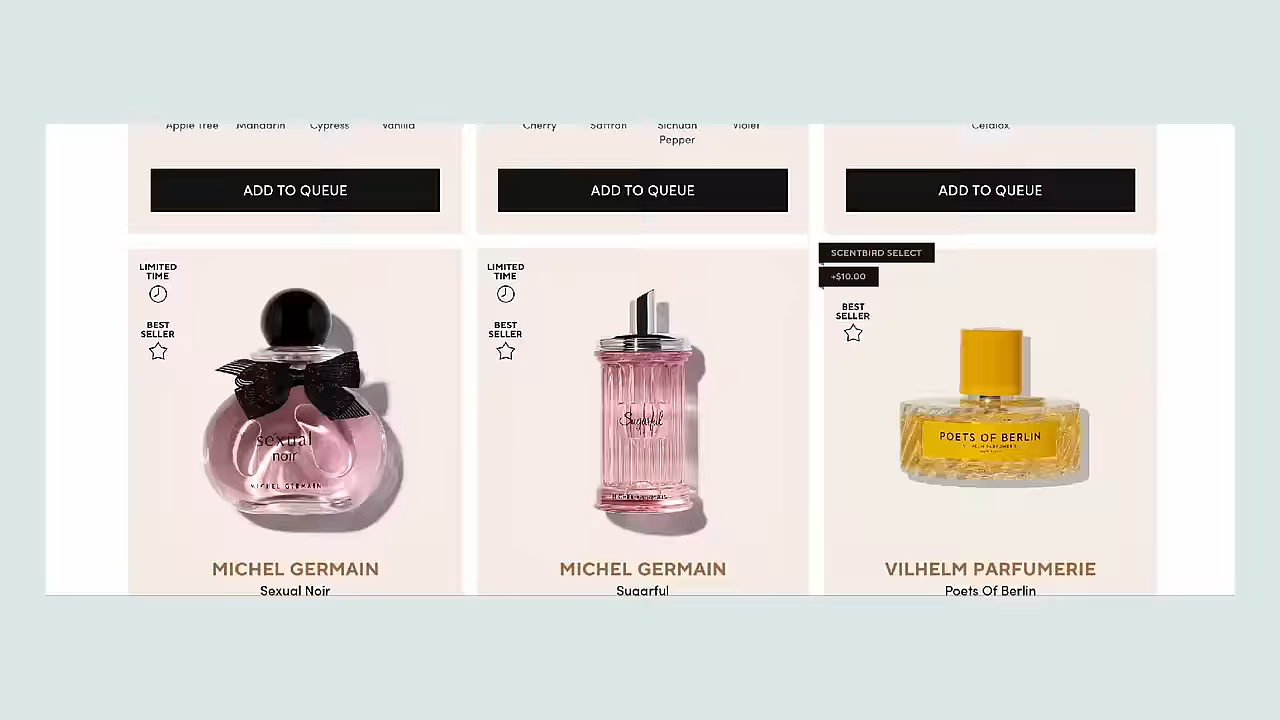 Apple Tree Mandarin Cypress Vanilla
Cherry Saffron Sichuan Violet
Pepper
Cetalox
ADD TO QUEUE
ADD TO QUEUE
ADD TO QUEUE
LIMITED
TIME
BEST
SELLER
sexual
noir
MICHEL GERMAIN
MICHEL GERMAIN
Sexual Noir
LIMITED
TIME
BEST
SELLER
Sugarful
MICHEL GERMAIN
MICHEL GERMAIN
Sugarful
SCENTBIRD SELECT
+$10.00
BEST
SELLER
POETS OF BERLIN
VILHELM PARFUMERIE
VILHELM PARFUMERIE
Poets Of Berlin